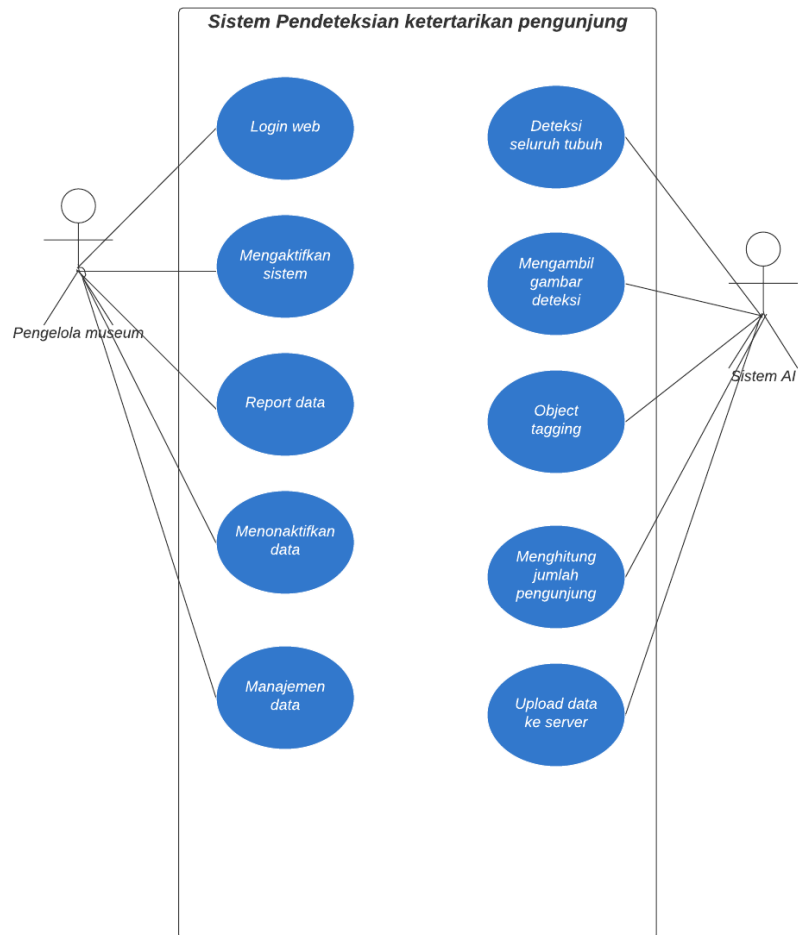 Sistem Pendeteksian ketertarikan pengunjung
Login web
Mengaktifkan
sistem
Report data
Menonaktifkan
data
Manajemen
data
Pengelola museum
Deteksi
seluruh tubuh
Mengambil
gambar
deteksi
Object
tagging
Menghitung
jumlah
pengunjung
Upload data
ke server
Sistem AI